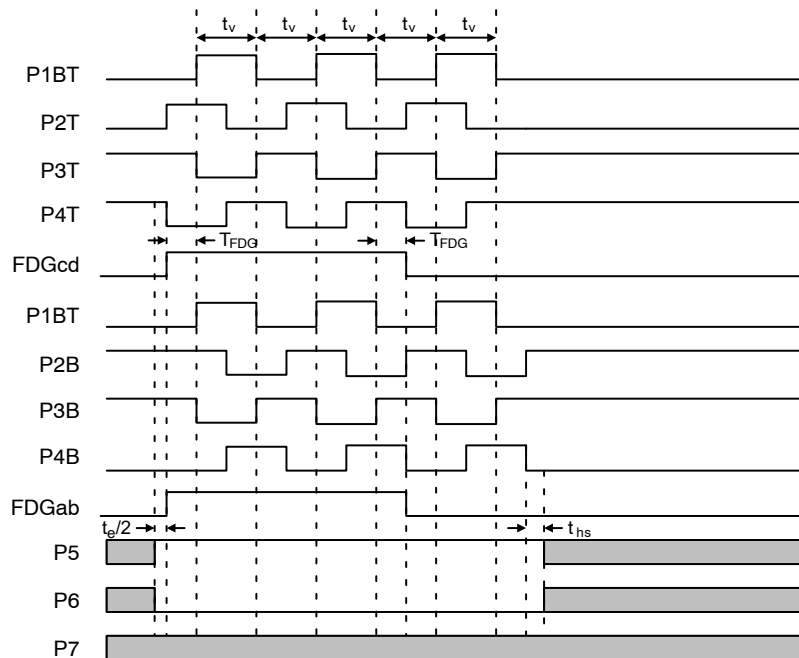 tv tv tv tv tv
P1BT
P2T
P3T
P4T
TFDG TFDG
FDGcd
P1BT
P2B
P3B
P4B
FDGab
te/2 ths
P5
P6
P7